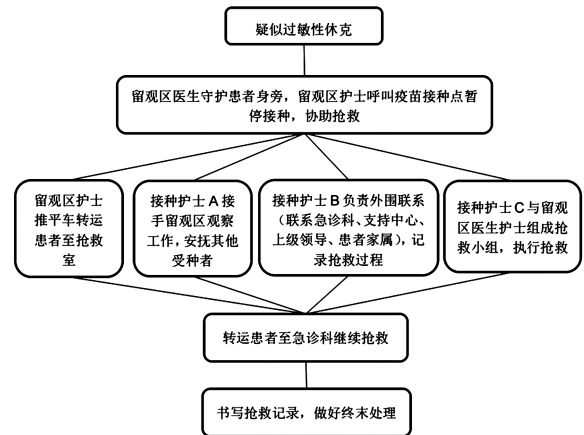 疑似过敏性休克
留观区医生守护患者身旁，留观区护士呼叫疫苗接种点暂
停接种，协助抢救
留观区护士
推平车转运
患者至抢救
室
接种护士A接
手留观区观察
工作，安抚其他
受种者
接种护士B负责外围联系
（联系急诊科、支持中心、
上级领导、患者家属），记
录抢救过程
接种护士C与留观
区医生护士组成抢
救小组，执行抢救
转运患者至急诊科继续抢救
书写抢救记录，做好终末处理